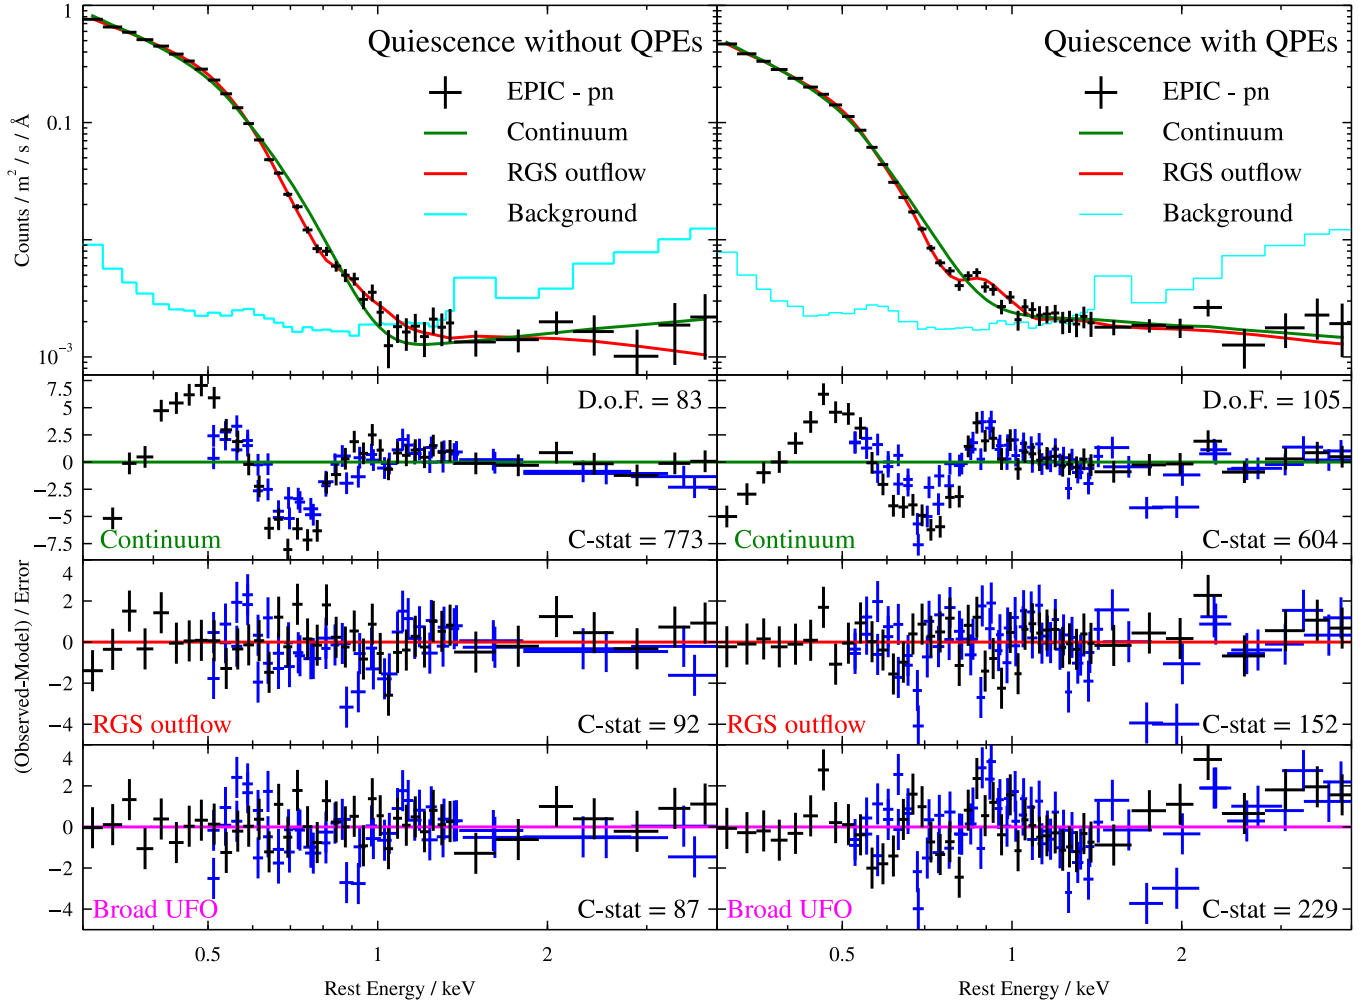 Quiescence without QPEs
EPIC - pn
Continuum
RGS outflow
Background
Quiescence with QPEs
EPIC - pn
Continuum
RGS outflow
Background
Counts / m² / s / Å
1
0.1
10⁻³
D.o.F. = 83
Continuum
C-stat = 773
D.o.F. = 105
Continuum
C-stat = 604
7.5
5
2.5
0
−2.5
−5
−7.5
(Observed-Model) / Error
RGS outflow
C-stat = 92
RGS outflow
C-stat = 152
4
2
0
−2
−4
Broad UFO
C-stat = 87
Broad UFO
C-stat = 229
4
2
0
−2
−4
0.5
1
2
0.5
1
2
Rest Energy / keV
Rest Energy / keV